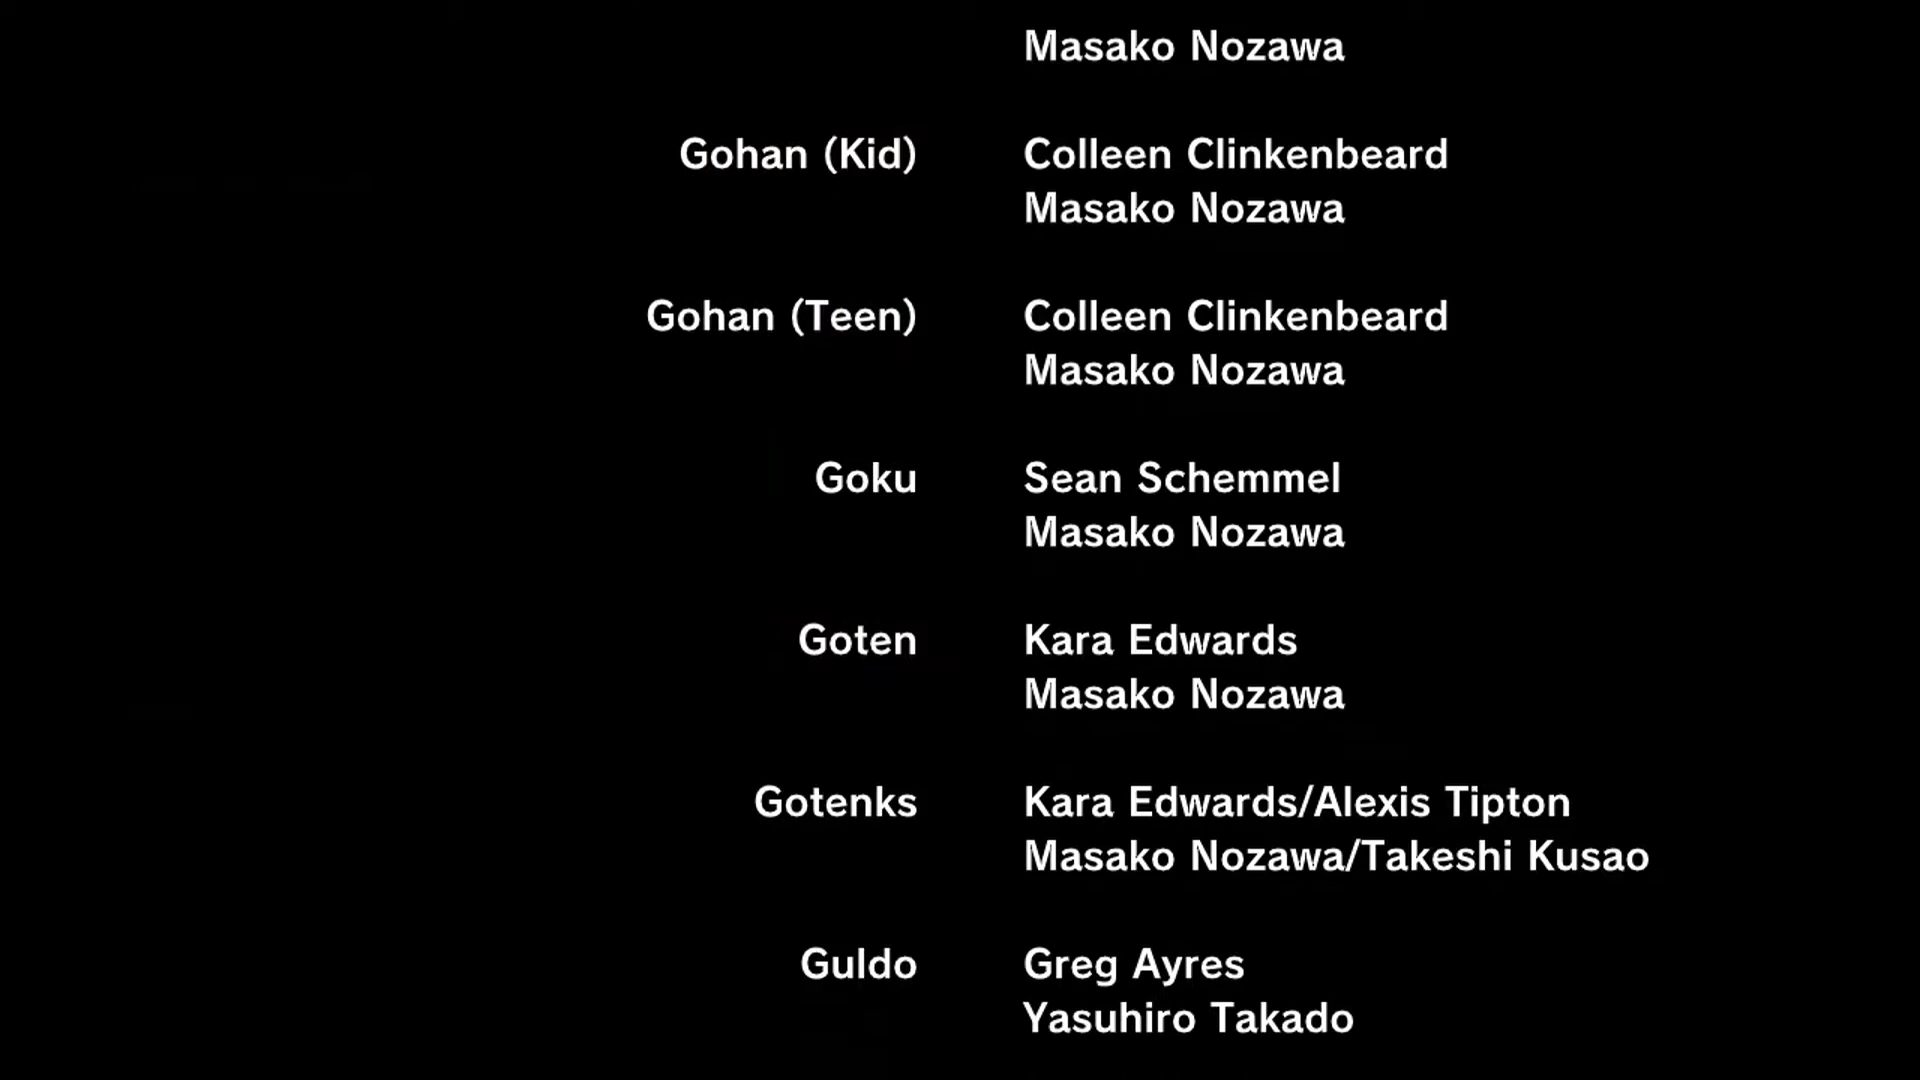 Masako Nozawa
Gohan (Kid) Colleen Clinkenbeard
Masako Nozawa
Gohan (Teen) Colleen Clinkenbeard
Masako Nozawa
Goku Sean Schemmel
Masako Nozawa
Goten Kara Edwards
Masako Nozawa
Gotenks Kara Edwards/Alexis Tipton
Masako Nozawa/Takeshi Kusao
Guldo Greg Ayres
Yasuhiro Takado